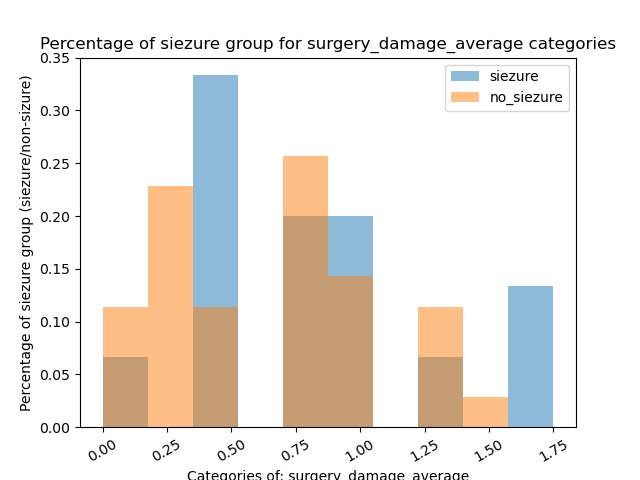 Percentage of siezure group for surgery_damage_average categories
Percentage of siezure group (siezure/non-sizure)
0.35
0.30
0.25
0.20
0.15
0.10
0.05
0.00
siezure
no_siezure
0.00 0.25 0.50 0.75 1.00 1.25 1.50 1.75
Categories of: surgery_damage_average